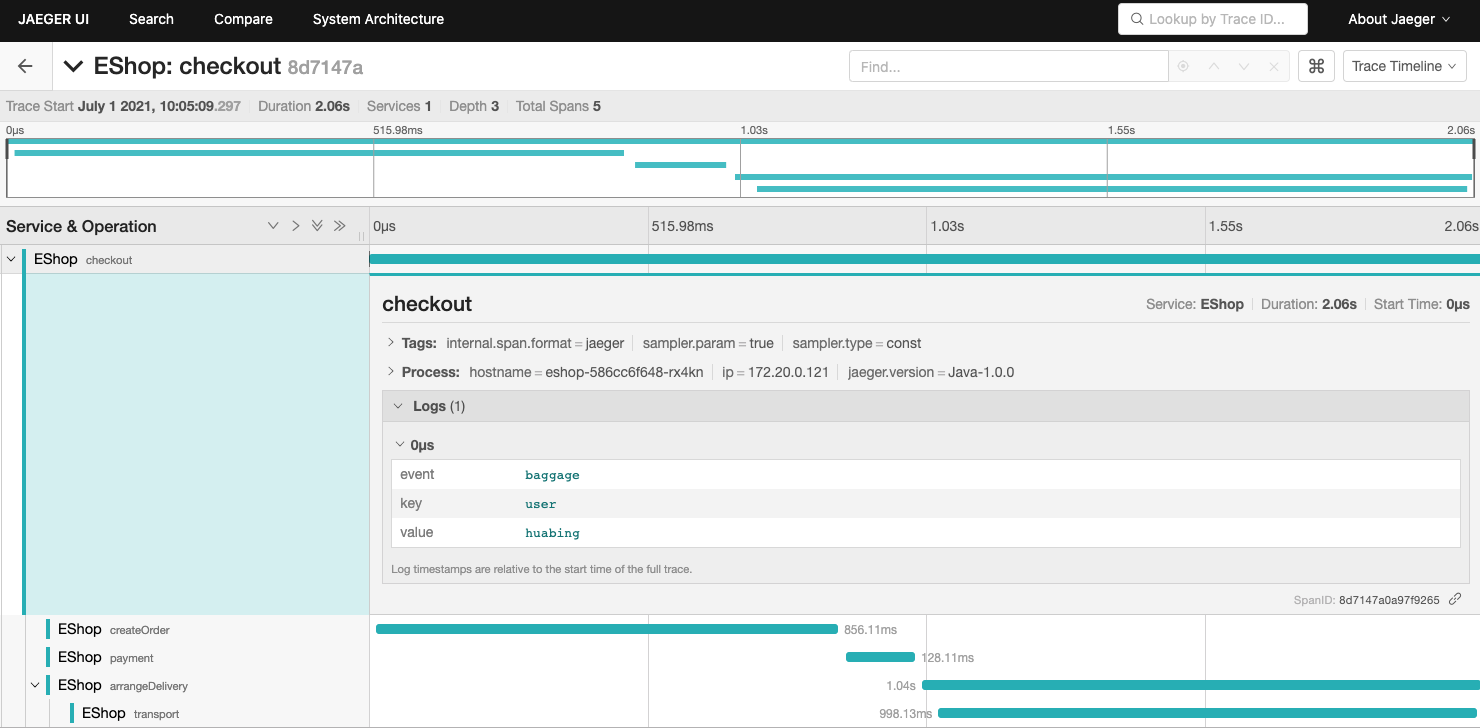 JAEGER UI Search Compare System Architecture Lookup by Trace ID... About Jaeger
EShop: checkout 8d7147a Find... ⌘ Trace Timeline
Trace Start July 1 2021, 10:05:09.297 Duration 2.06s Services 1 Depth 3 Total Spans 5
0μs 515.98ms 1.03s 1.55s 2.06s
Service & Operation 0μs 515.98ms 1.03s 1.55s 2.06s
EShop checkout
checkout Service: EShop Duration: 2.06s Start Time: 0μs
Tags: internal.span.format = jaeger sampler.param = true sampler.type = const
Process: hostname = eshop-586cc6f648-rx4kn ip = 172.20.0.121 jaeger.version = Java-1.0.0
Logs (1)
0μs
event baggage
key user
value huabing
Log timestamps are relative to the start time of the full trace.
SpanID: 8d7147a0a97f9265
EShop createOrder 856.11ms
EShop payment 128.11ms
EShop arrangeDelivery 1.04s
EShop transport 998.13ms